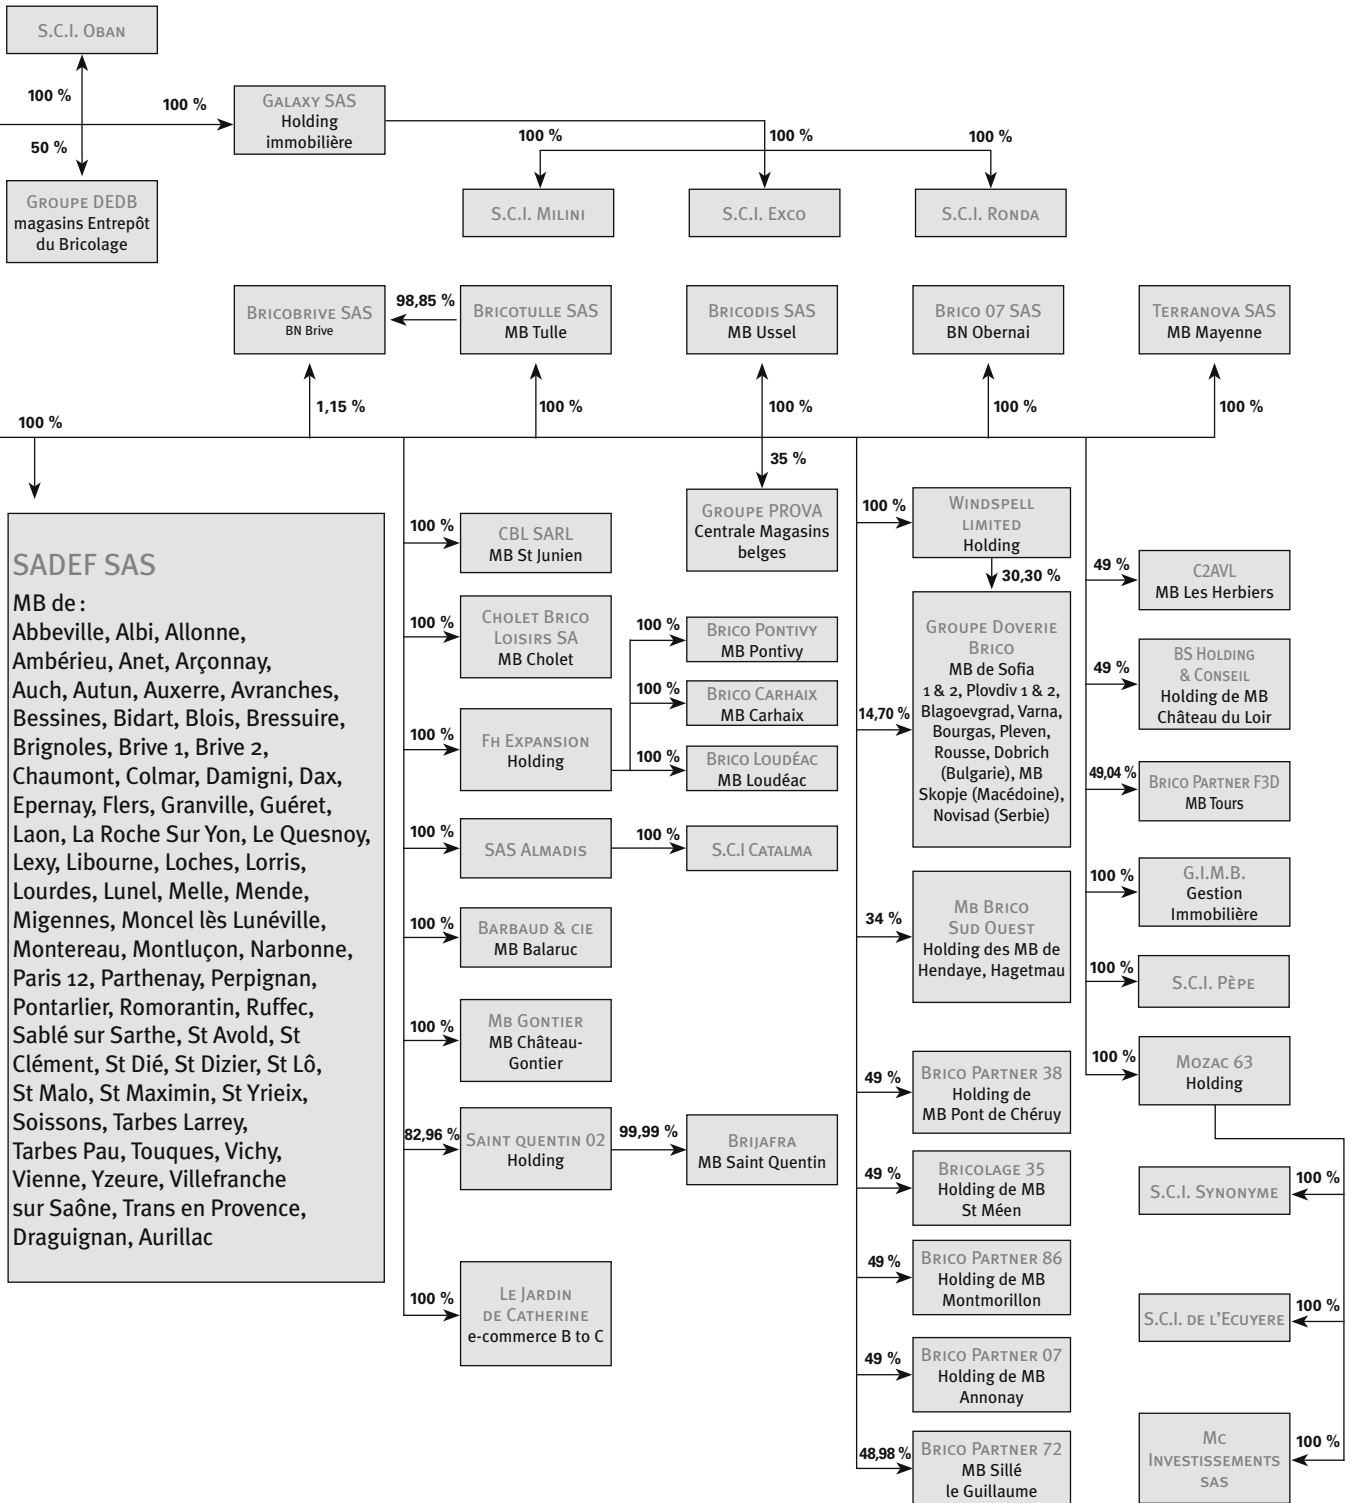 S.C.I. OBAN
100 %
100 %
50 %
GALAXY SAS
Holding
immobilière
GROUPE DEDB
magasins Entrepôt
du Bricolage
100 %
100 %
100 %
S.C.I. MILINI
S.C.I. EXCO
S.C.I. RONDA
BRICOBRIVE SAS
BN Brive
98,85 %
BRICOTULLE SAS
MB Tulle
BRICODIS SAS
MB Ussel
BRICO 07 SAS
BN Obernai
TERRANOVA SAS
MB Mayenne
100 %
1,15 %
100 %
100 %
100 %
100 %
35 %
SADEF SAS
MB de :
Abbeville, Albi, Allonne,
Ambérieu, Anet, Arçonnay,
Auch, Autun, Auxerre, Avranches,
Bessines, Bidart, Blois, Bressuire,
Brignoles, Brive 1, Brive 2,
Chaumont, Colmar, Damigni, Dax,
Epernay, Flers, Granville, Guéret,
Laon, La Roche Sur Yon, Le Quesnoy,
Lexy, Libourne, Loches, Lorris,
Lourdes, Lunel, Melle, Mende,
Migennes, Moncel lès Lunéville,
Montereau, Montluçon, Narbonne,
Paris 12, Parthenay, Perpignan,
Pontarlier, Romorantin, Ruffec,
Sablé sur Sarthe, St Avold, St
Clément, St Dié, St Dizier, St Lô,
St Malo, St Maximin, St Yrieix,
Soissons, Tarbes Larrey,
Tarbes Pau, Touques, Vichy,
Vienne, Yzeure, Villefranche
sur Saône, Trans en Provence,
Draguignan, Aurillac
100 %
CBL SARL
MB St Junien
100 %
CHOLET BRICO
LOISIRS SA
MB Cholet
100 %
FH EXPANSION
Holding
100 %
SAS ALMADIS
100 %
BARBAUD & CIE
MB Balaruc
100 %
MB GONTIER
MB Château-
Gontier
82,96 %
SAINT QUENTIN 02
Holding
100 %
LE JARDIN
DE CATHERINE
e-commerce B to C
GROUPE PROVA
Centrale Magasins
belges
100 %
BRICO PONTIVY
MB Pontivy
100 %
BRICO CARHAIX
MB Carhaix
100 %
BRICO LOUDÉAC
MB Loudéac
100 %
S.C.I CATALMA
99,99 %
BRIJAFRA
MB Saint Quentin
100 %
WINDSPELL
LIMITED
Holding
30,30 %
14,70 %
GROUPE DOVERIE
BRICO
MB de Sofia
1 & 2, Plovdiv 1 & 2,
Blagoevgrad, Varna,
Bourgas, Pleven,
Rousse, Dobrich
(Bulgarie), MB
Skopje (Macédoine),
Novisad (Serbie)
34 %
MB BRICO
SUD OUEST
Holding des MB de
Hendaye, Hagetmau
49 %
BRICO PARTNER 38
Holding de
MB Pont de Chéruy
49 %
BRICOLAGE 35
Holding de MB
St Méen
49 %
BRICO PARTNER 86
Holding de MB
Montmorillon
49 %
BRICO PARTNER 07
Holding de MB
Annonay
48,98 %
BRICO PARTNER 72
MB Sillé
le Guillaume
49 %
C2AVL
MB Les Herbiers
49 %
BS HOLDING
& CONSEIL
Holding de MB
Château du Loir
49,04 %
BRICO PARTNER F3D
MB Tours
100 %
G.I.M.B.
Gestion
Immobilière
100 %
S.C.I. PÈPE
100 %
MOZAC 63
Holding
S.C.I. SYNONYME
100 %
S.C.I. DE L'ECUYERE
100 %
MC
INVESTISSEMENTS
SAS
100 %